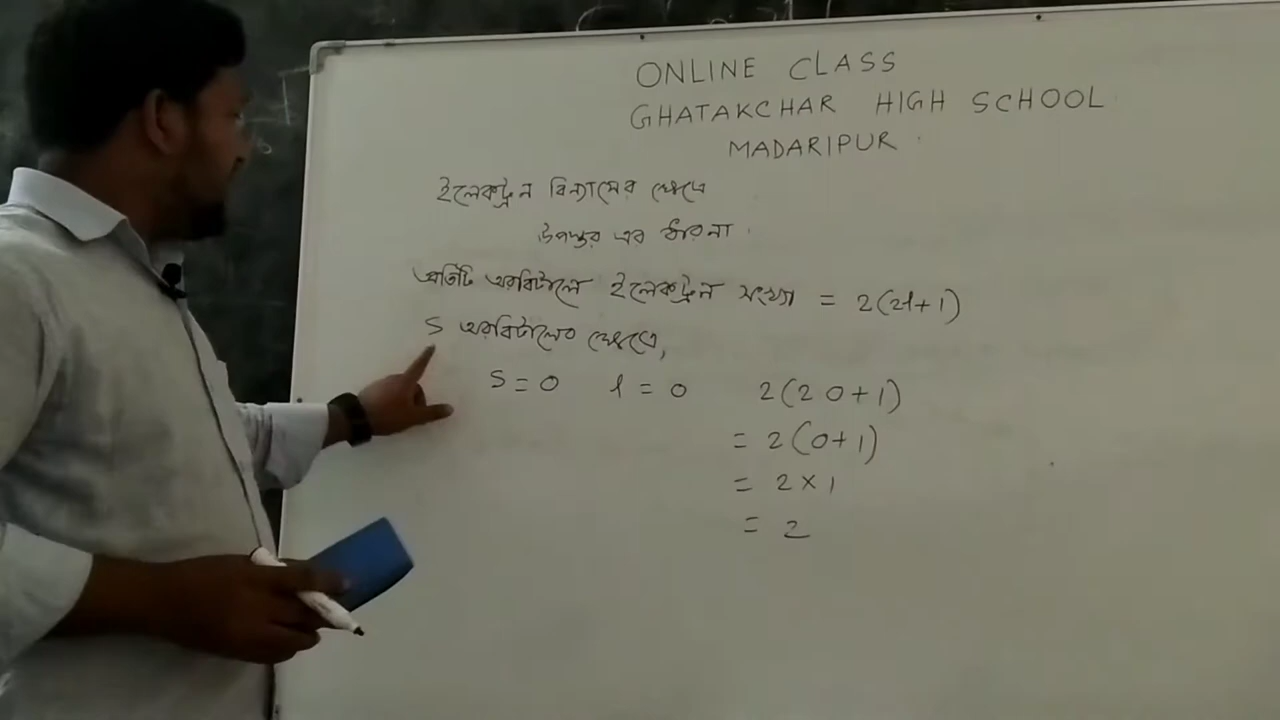 ONLINE CLASS
GHATAKCHAR HIGH SCHOOL
MADARIPUR
ইলেকট্রন বিন্যাসের ক্ষেত্রে
উপস্তর এর ধারনা
প্রতিটি অরবিটালে ইলেকট্রন সংখ্যা = 2(2l+1)
S অরবিটালের ক্ষেত্রে,
S = 0 l = 0 2(2 0+1)
= 2(0+1)
= 2×1
= 2